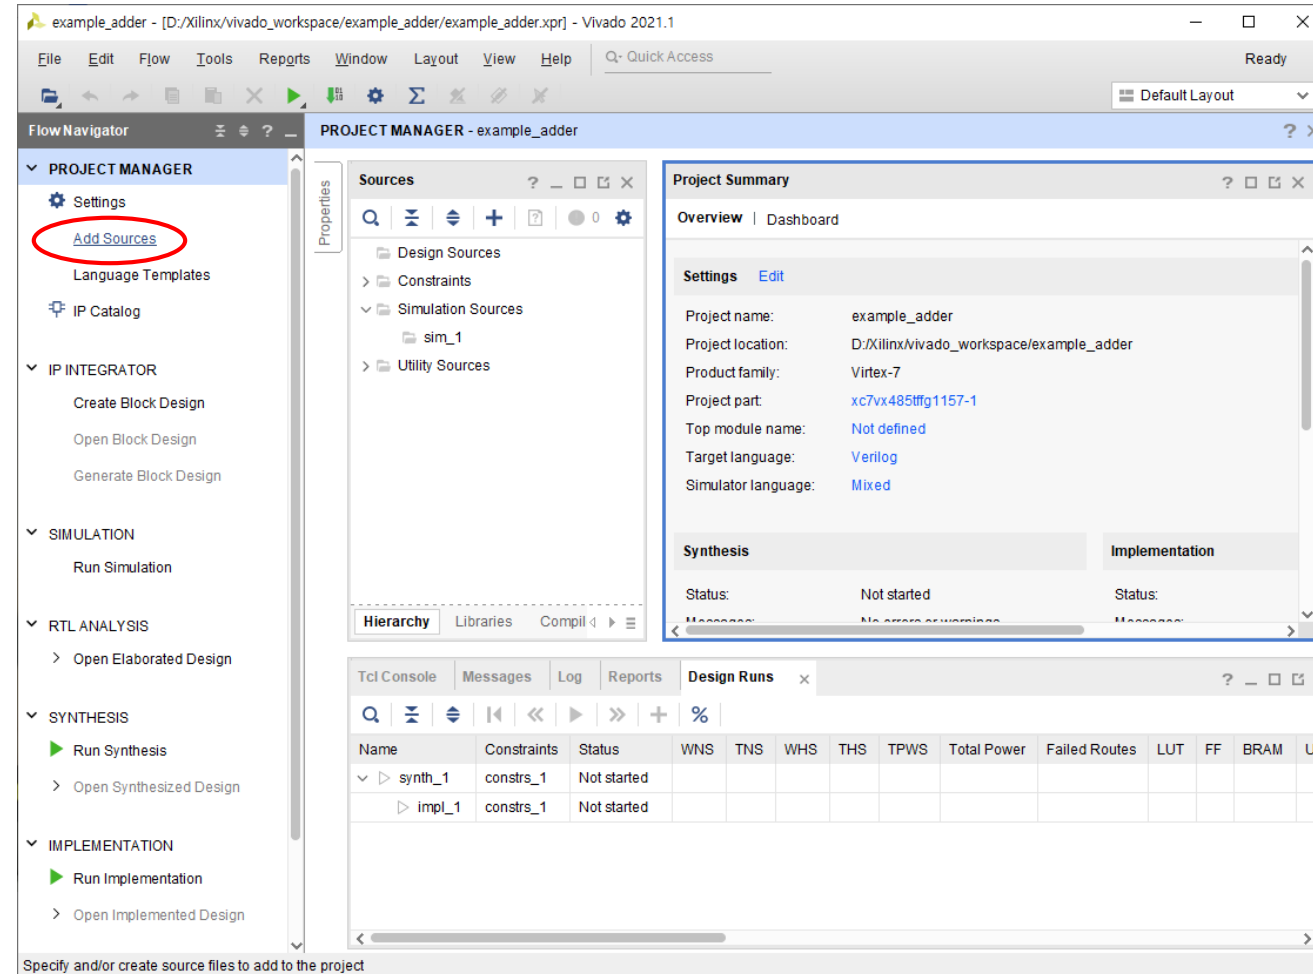 example_adder - [D:/Xilinx/vivado_workspace/example_adder/example_adder.xpr] - Vivado 2021.1
File Edit Flow Tools Reports Window Layout View Help Quick Access Ready
Default Layout
Flow Navigator
PROJECT MANAGER
Settings
Add Sources
Language Templates
IP Catalog
IP INTEGRATOR
Create Block Design
Open Block Design
Generate Block Design
SIMULATION
Run Simulation
RTL ANALYSIS
Open Elaborated Design
SYNTHESIS
Run Synthesis
Open Synthesized Design
IMPLEMENTATION
Run Implementation
Open Implemented Design
PROJECT MANAGER - example_adder
Properties
Sources
0
Design Sources
Constraints
Simulation Sources
sim_1
Utility Sources
Hierarchy Libraries Compil
Project Summary
Overview | Dashboard
Settings Edit
Project name: example_adder
Project location: D:/Xilinx/vivado_workspace/example_adder
Product family: Virtex-7
Project part: xc7vx485tffg1157-1
Top module name: Not defined
Target language: Verilog
Simulator language: Mixed
Synthesis Implementation
Status: Not started Status:
Messages: No errors or warnings Messages:
Tcl Console Messages Log Reports Design Runs
Name Constraints Status WNS TNS WHS THS TPWS Total Power Failed Routes LUT FF BRAM U
synth_1 constrs_1 Not started
impl_1 constrs_1 Not started
Specify and/or create source files to add to the project